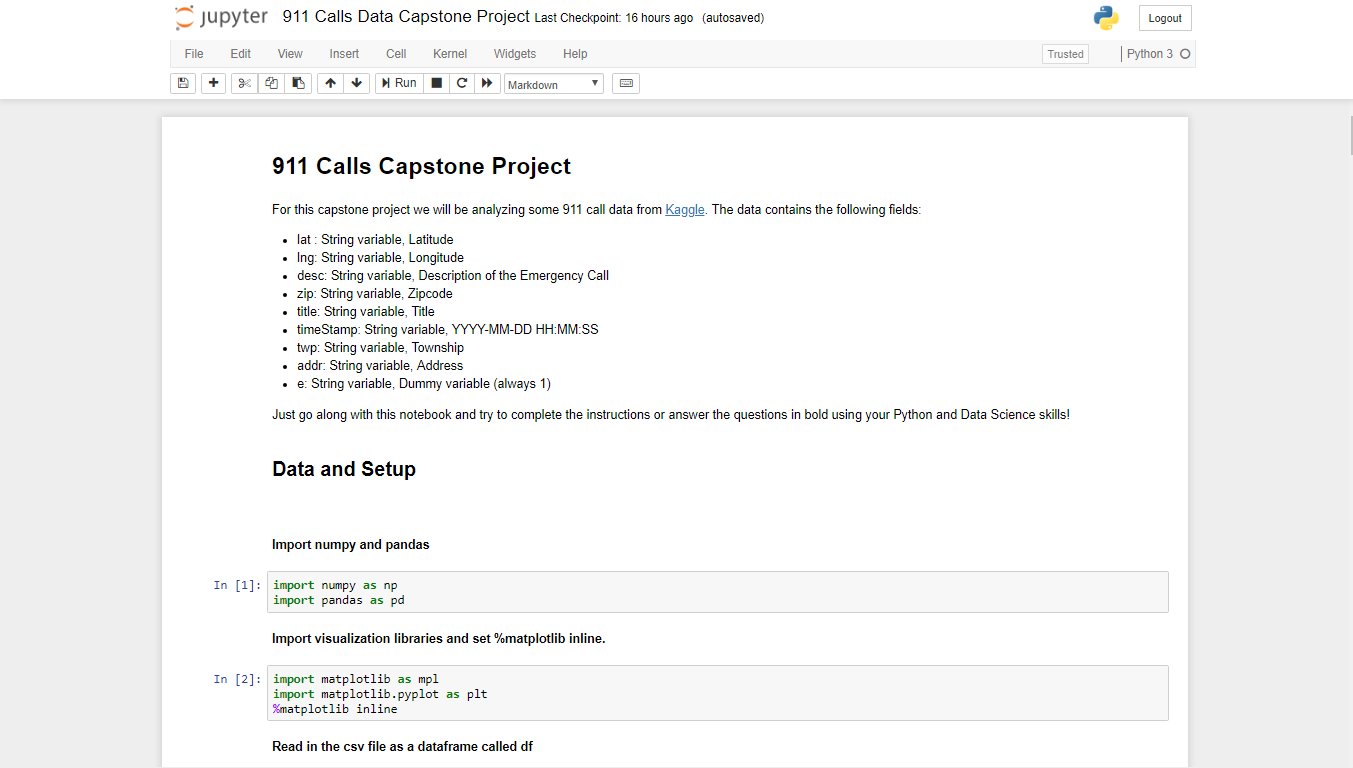 jupyter 911 Calls Data Capstone Project Last Checkpoint: 16 hours ago (autosaved) Logout
File Edit View Insert Cell Kernel Widgets Help Trusted Python 3
Run Markdown
911 Calls Capstone Project
For this capstone project we will be analyzing some 911 call data from Kaggle. The data contains the following fields:
lat : String variable, Latitude
lng: String variable, Longitude
desc: String variable, Description of the Emergency Call
zip: String variable, Zipcode
title: String variable, Title
timeStamp: String variable, YYYY-MM-DD HH:MM:SS
twp: String variable, Township
addr: String variable, Address
e: String variable, Dummy variable (always 1)
Just go along with this notebook and try to complete the instructions or answer the questions in bold using your Python and Data Science skills!
Data and Setup
Import numpy and pandas
In [1]: import numpy as np
import pandas as pd
Import visualization libraries and set %matplotlib inline.
In [2]: import matplotlib as mpl
import matplotlib.pyplot as plt
%matplotlib inline
Read in the csv file as a dataframe called df